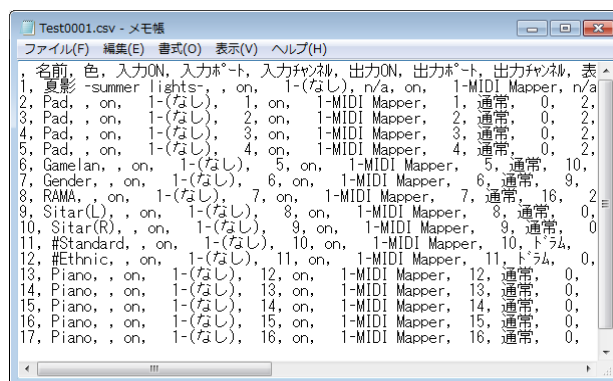 Test0001.csv - メモ帳
ファイル(F) 編集(E) 書式(O) 表示(V) ヘルプ(H)
, 名前, 色, 入力ON, 入力ﾎﾟｰﾄ, 入力ﾁｬﾝﾈﾙ, 出力ON, 出力ﾎﾟｰﾄ, 出力ﾁｬﾝﾈﾙ, 表
1, 夏影 -summer lights-, , on, 1-(なし), n/a, on, 1-MIDI Mapper, n/a
2, Pad, , on, 1-(なし), 1, on, 1-MIDI Mapper, 1, 通常, 0, 2,
3, Pad, , on, 1-(なし), 2, on, 1-MIDI Mapper, 2, 通常, 0, 2,
4, Pad, , on, 1-(なし), 3, on, 1-MIDI Mapper, 3, 通常, 0, 2,
5, Pad, , on, 1-(なし), 4, on, 1-MIDI Mapper, 4, 通常, 0, 2,
6, Gamelan, , on, 1-(なし), 5, on, 1-MIDI Mapper, 5, 通常, 10,
7, Gender, , on, 1-(なし), 6, on, 1-MIDI Mapper, 6, 通常, 9,
8, RAMA, , on, 1-(なし), 7, on, 1-MIDI Mapper, 7, 通常, 16, 2
9, Sitar(L), , on, 1-(なし), 8, on, 1-MIDI Mapper, 8, 通常, 0
10, Sitar(R), , on, 1-(なし), 9, on, 1-MIDI Mapper, 9, 通常, 0
11, #Standard, , on, 1-(なし), 10, on, 1-MIDI Mapper, 10, ﾄﾞﾗﾑ,
12, #Ethnic, , on, 1-(なし), 11, on, 1-MIDI Mapper, 11, ﾄﾞﾗﾑ, 0,
13, Piano, , on, 1-(なし), 12, on, 1-MIDI Mapper, 12, 通常, 0,
14, Piano, , on, 1-(なし), 13, on, 1-MIDI Mapper, 13, 通常, 0,
15, Piano, , on, 1-(なし), 14, on, 1-MIDI Mapper, 14, 通常, 0,
16, Piano, , on, 1-(なし), 15, on, 1-MIDI Mapper, 15, 通常, 0,
17, Piano, , on, 1-(なし), 16, on, 1-MIDI Mapper, 16, 通常, 0,